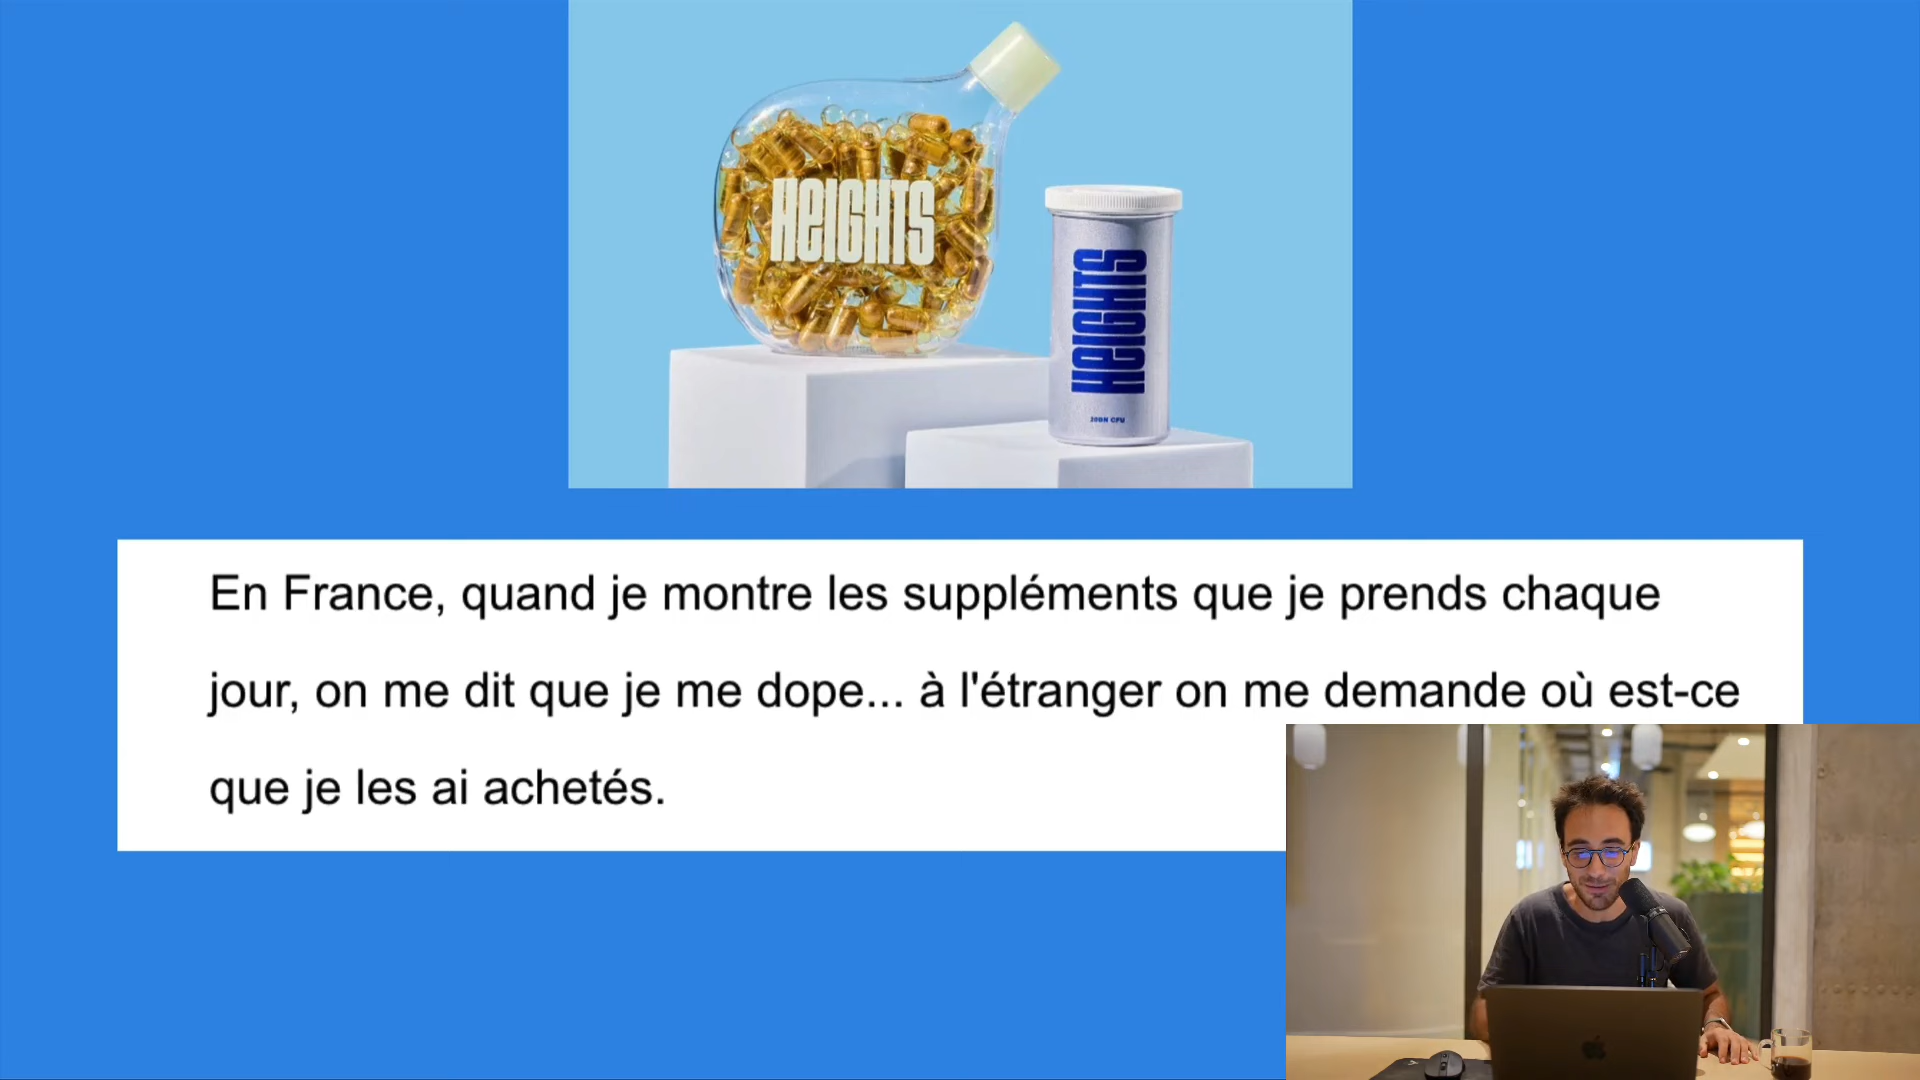 HEIGHTS
HEIGHTS
En France, quand je montre les suppléments que je prends chaque
jour, on me dit que je me dope... à l'étranger on me demande où est-ce
que je les ai achetés.